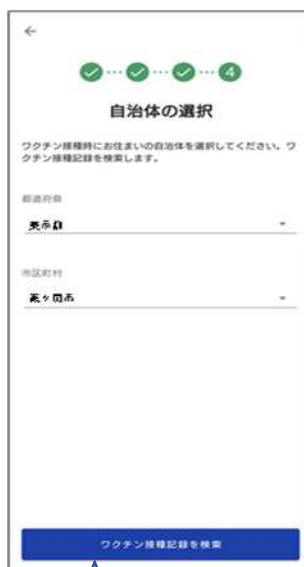 4
自治体の選択
ワクチン接種時にお住まいの自治体を選択してください。ワ
クチン接種記録を検索します。
都道府県
市区町村
ワクチン接種記録を検索